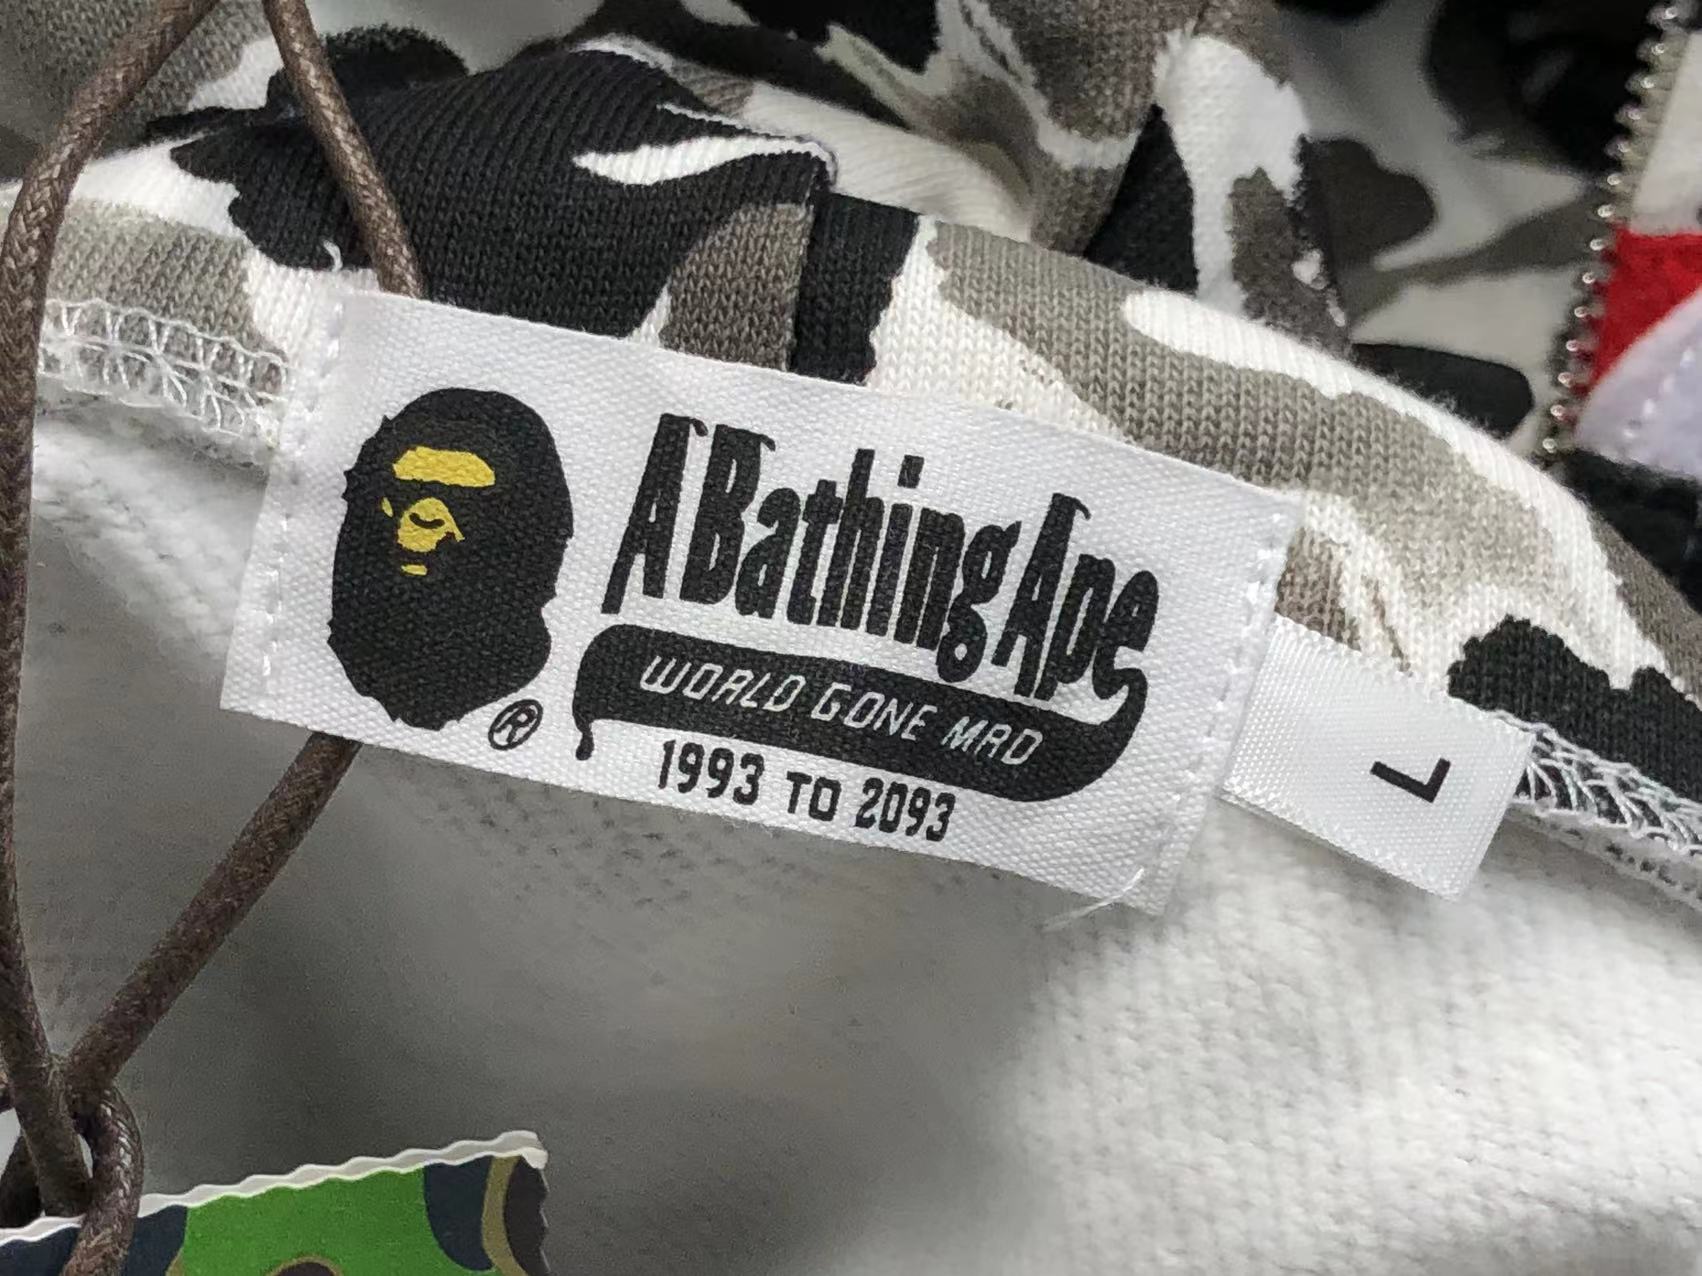 A Bathing Ape
WORLD GONE MAD
1993 TO 2093
®
L